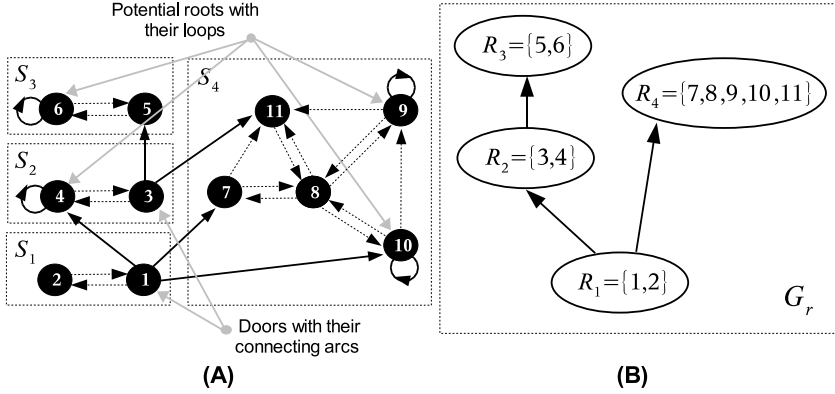 Potential roots with
their loops
S3
6
5
S4
11
9
S2
4
3
7
8
10
S1
2
1
Doors with their
connecting arcs
(A)
R3={5,6}
R4={7,8,9,10,11}
R2={3,4}
R1={1,2}
Gr
(B)